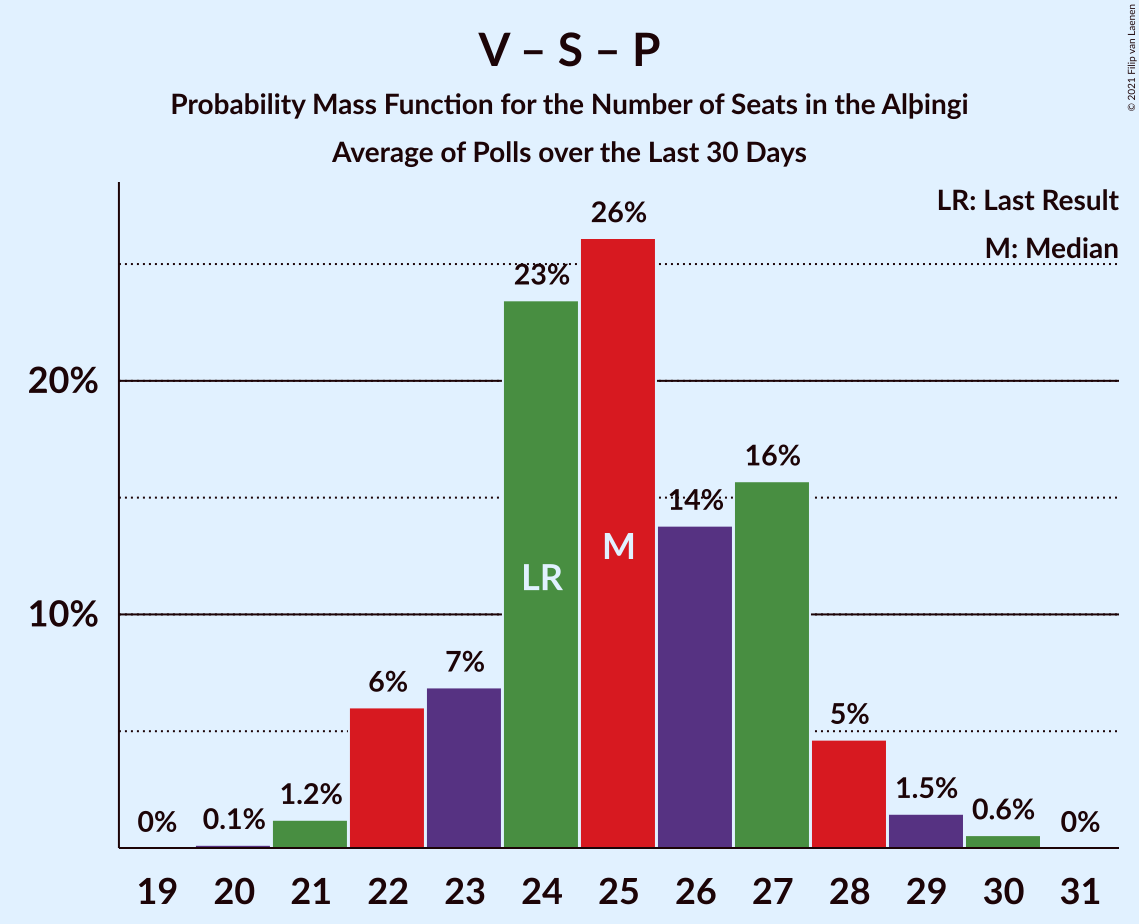 V – S – P
Probability Mass Function for the Number of Seats in the Alþingi
Average of Polls over the Last 30 Days
© 2021 Filip van Laenen
LR: Last Result
M: Median
20%
10%
0%
0.1%
1.2%
6%
7%
23%
26%
14%
16%
5%
1.5%
0.6%
0%
LR
M
19 20 21 22 23 24 25 26 27 28 29 30 31